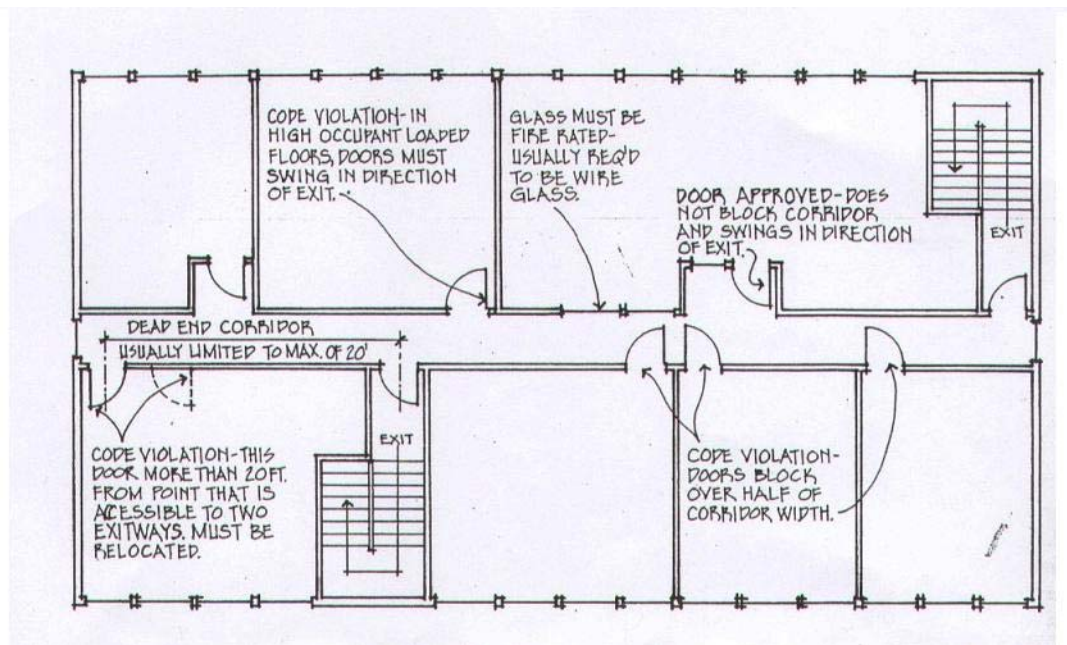 CODE VIOLATION-IN
HIGH OCCUPANT LOADED
FLOORS, DOORS MUST
SWING IN DIRECTION
OF EXIT.
GLASS MUST BE
FIRE RATED-
USUALLY REQ'D
TO BE WIRE
GLASS.
DOOR APPROVED-DOES
NOT BLOCK CORRIDOR
AND SWINGS IN DIRECTION
OF EXIT.
EXIT
DEAD END CORRIDOR
USUALLY LIMITED TO MAX. OF 20'
CODE VIOLATION-THIS
DOOR MORE THAN 20FT.
FROM POINT THAT IS
ACESSIBLE TO TWO
EXITWAYS. MUST BE
RELOCATED.
EXIT
CODE VIOLATION-
DOORS BLOCK
OVER HALF OF
CORRIDOR WIDTH.